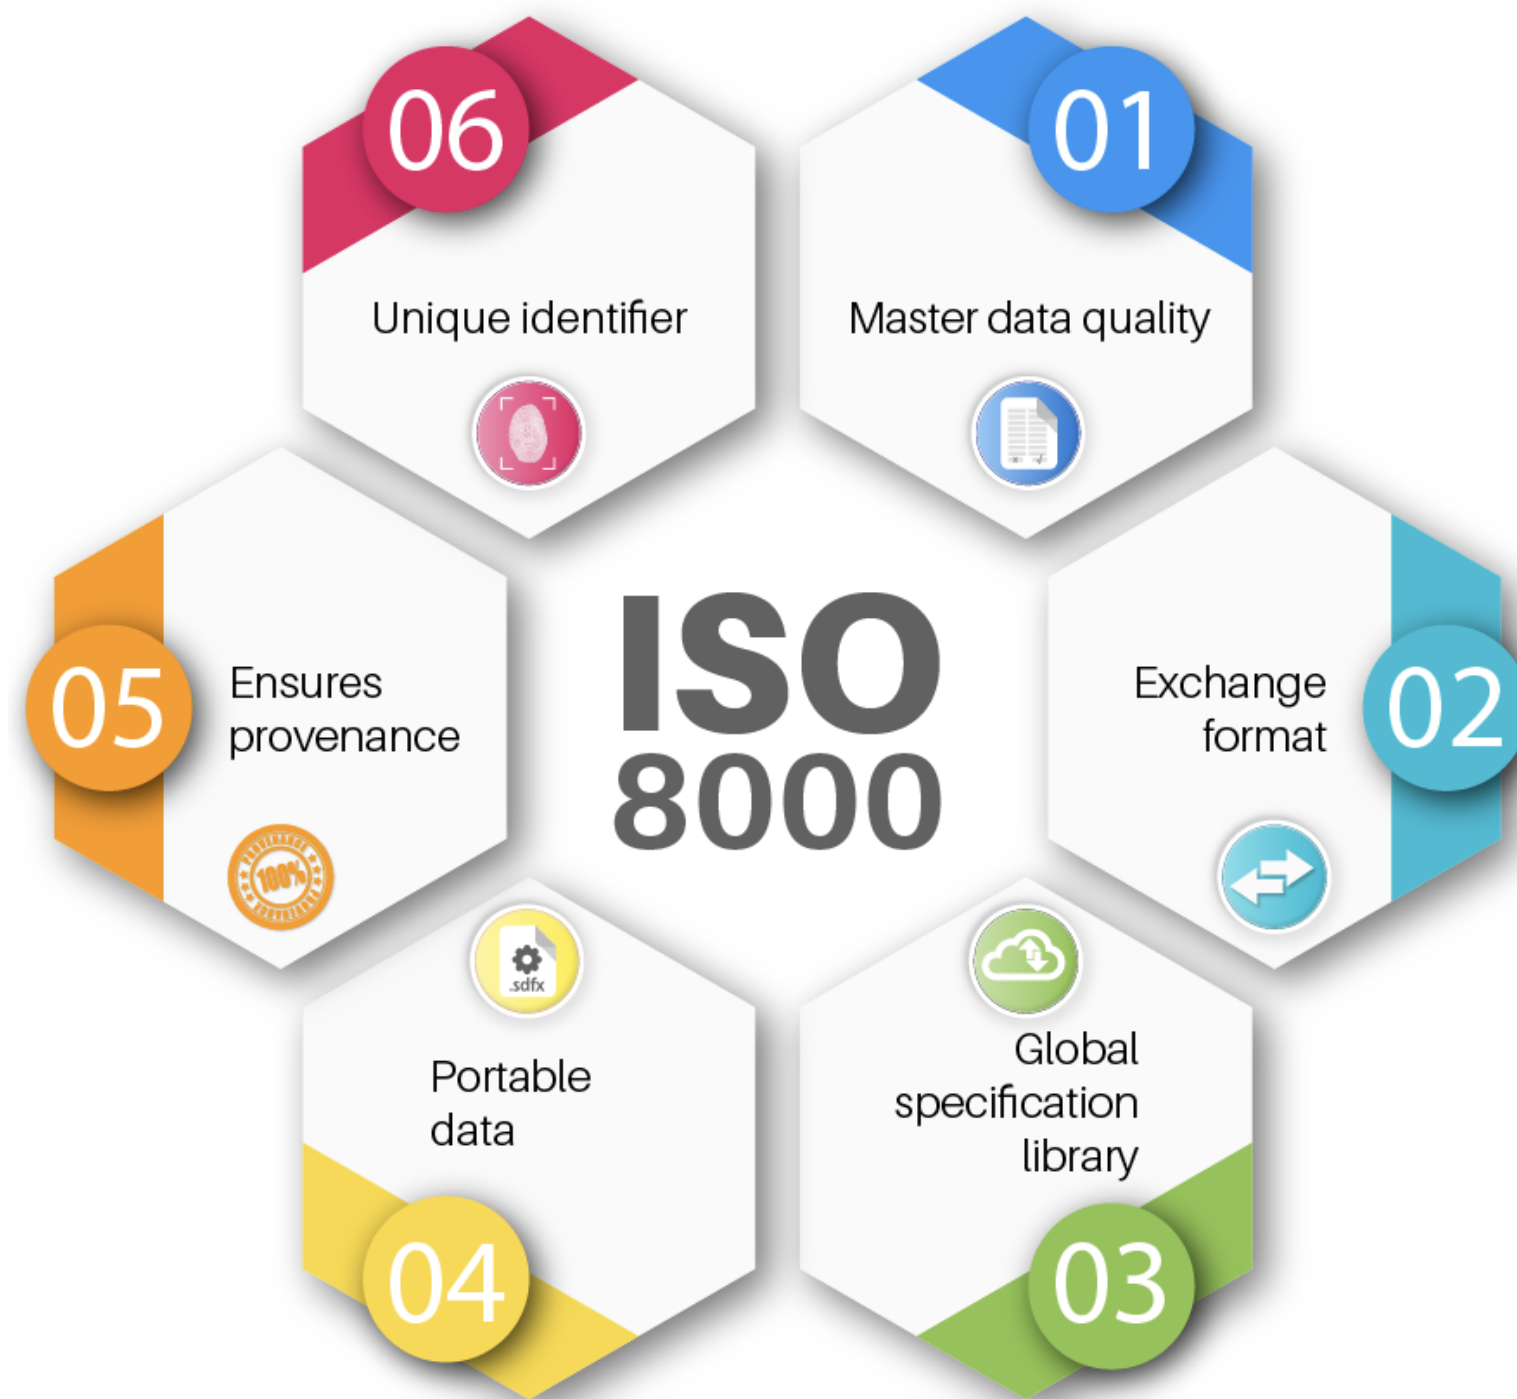 01
Master data quality
02
Exchange
format
03
Global
specification
library
04
Portable
data
.sdfx
05
Ensures
provenance
100%
06
Unique identifier
ISO
8000